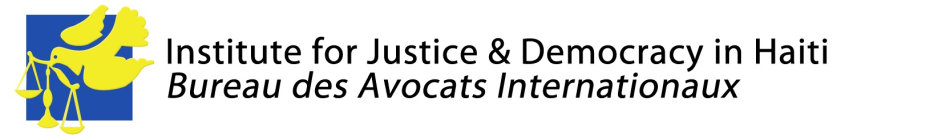 Institute for Justice & Democracy in Haiti
Bureau des Avocats Internationaux